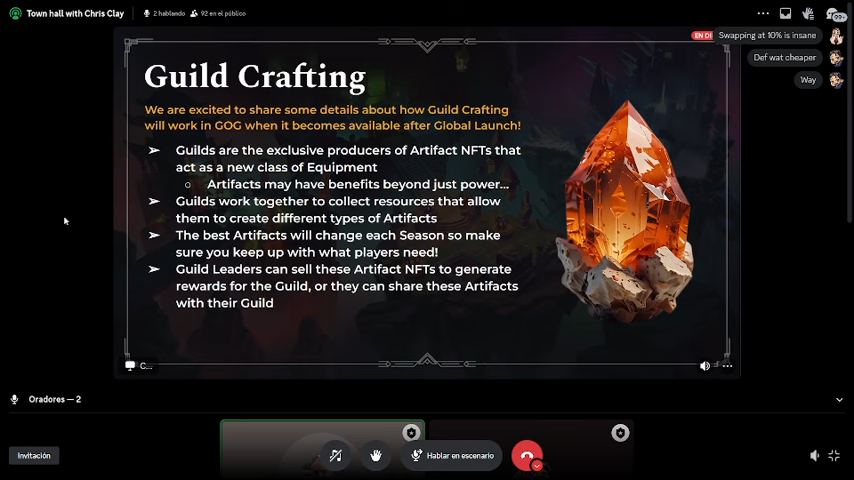 Town hall with Chris Clay
2 hablando
92 en el público
99+
EN DI
Swapping at 10% is insane
Def wat cheaper
Way
Guild Crafting
We are excited to share some details about how Guild Crafting
will work in GOG when it becomes available after Global Launch!
➢ Guilds are the exclusive producers of Artifact NFTs that
act as a new class of Equipment
○ Artifacts may have benefits beyond just power...
➢ Guilds work together to collect resources that allow
them to create different types of Artifacts
➢ The best Artifacts will change each Season so make
sure you keep up with what players need!
➢ Guild Leaders can sell these Artifact NFTs to generate
rewards for the Guild, or they can share these Artifacts
with their Guild
C...
Oradores — 2
Invitación
Hablar en escenario